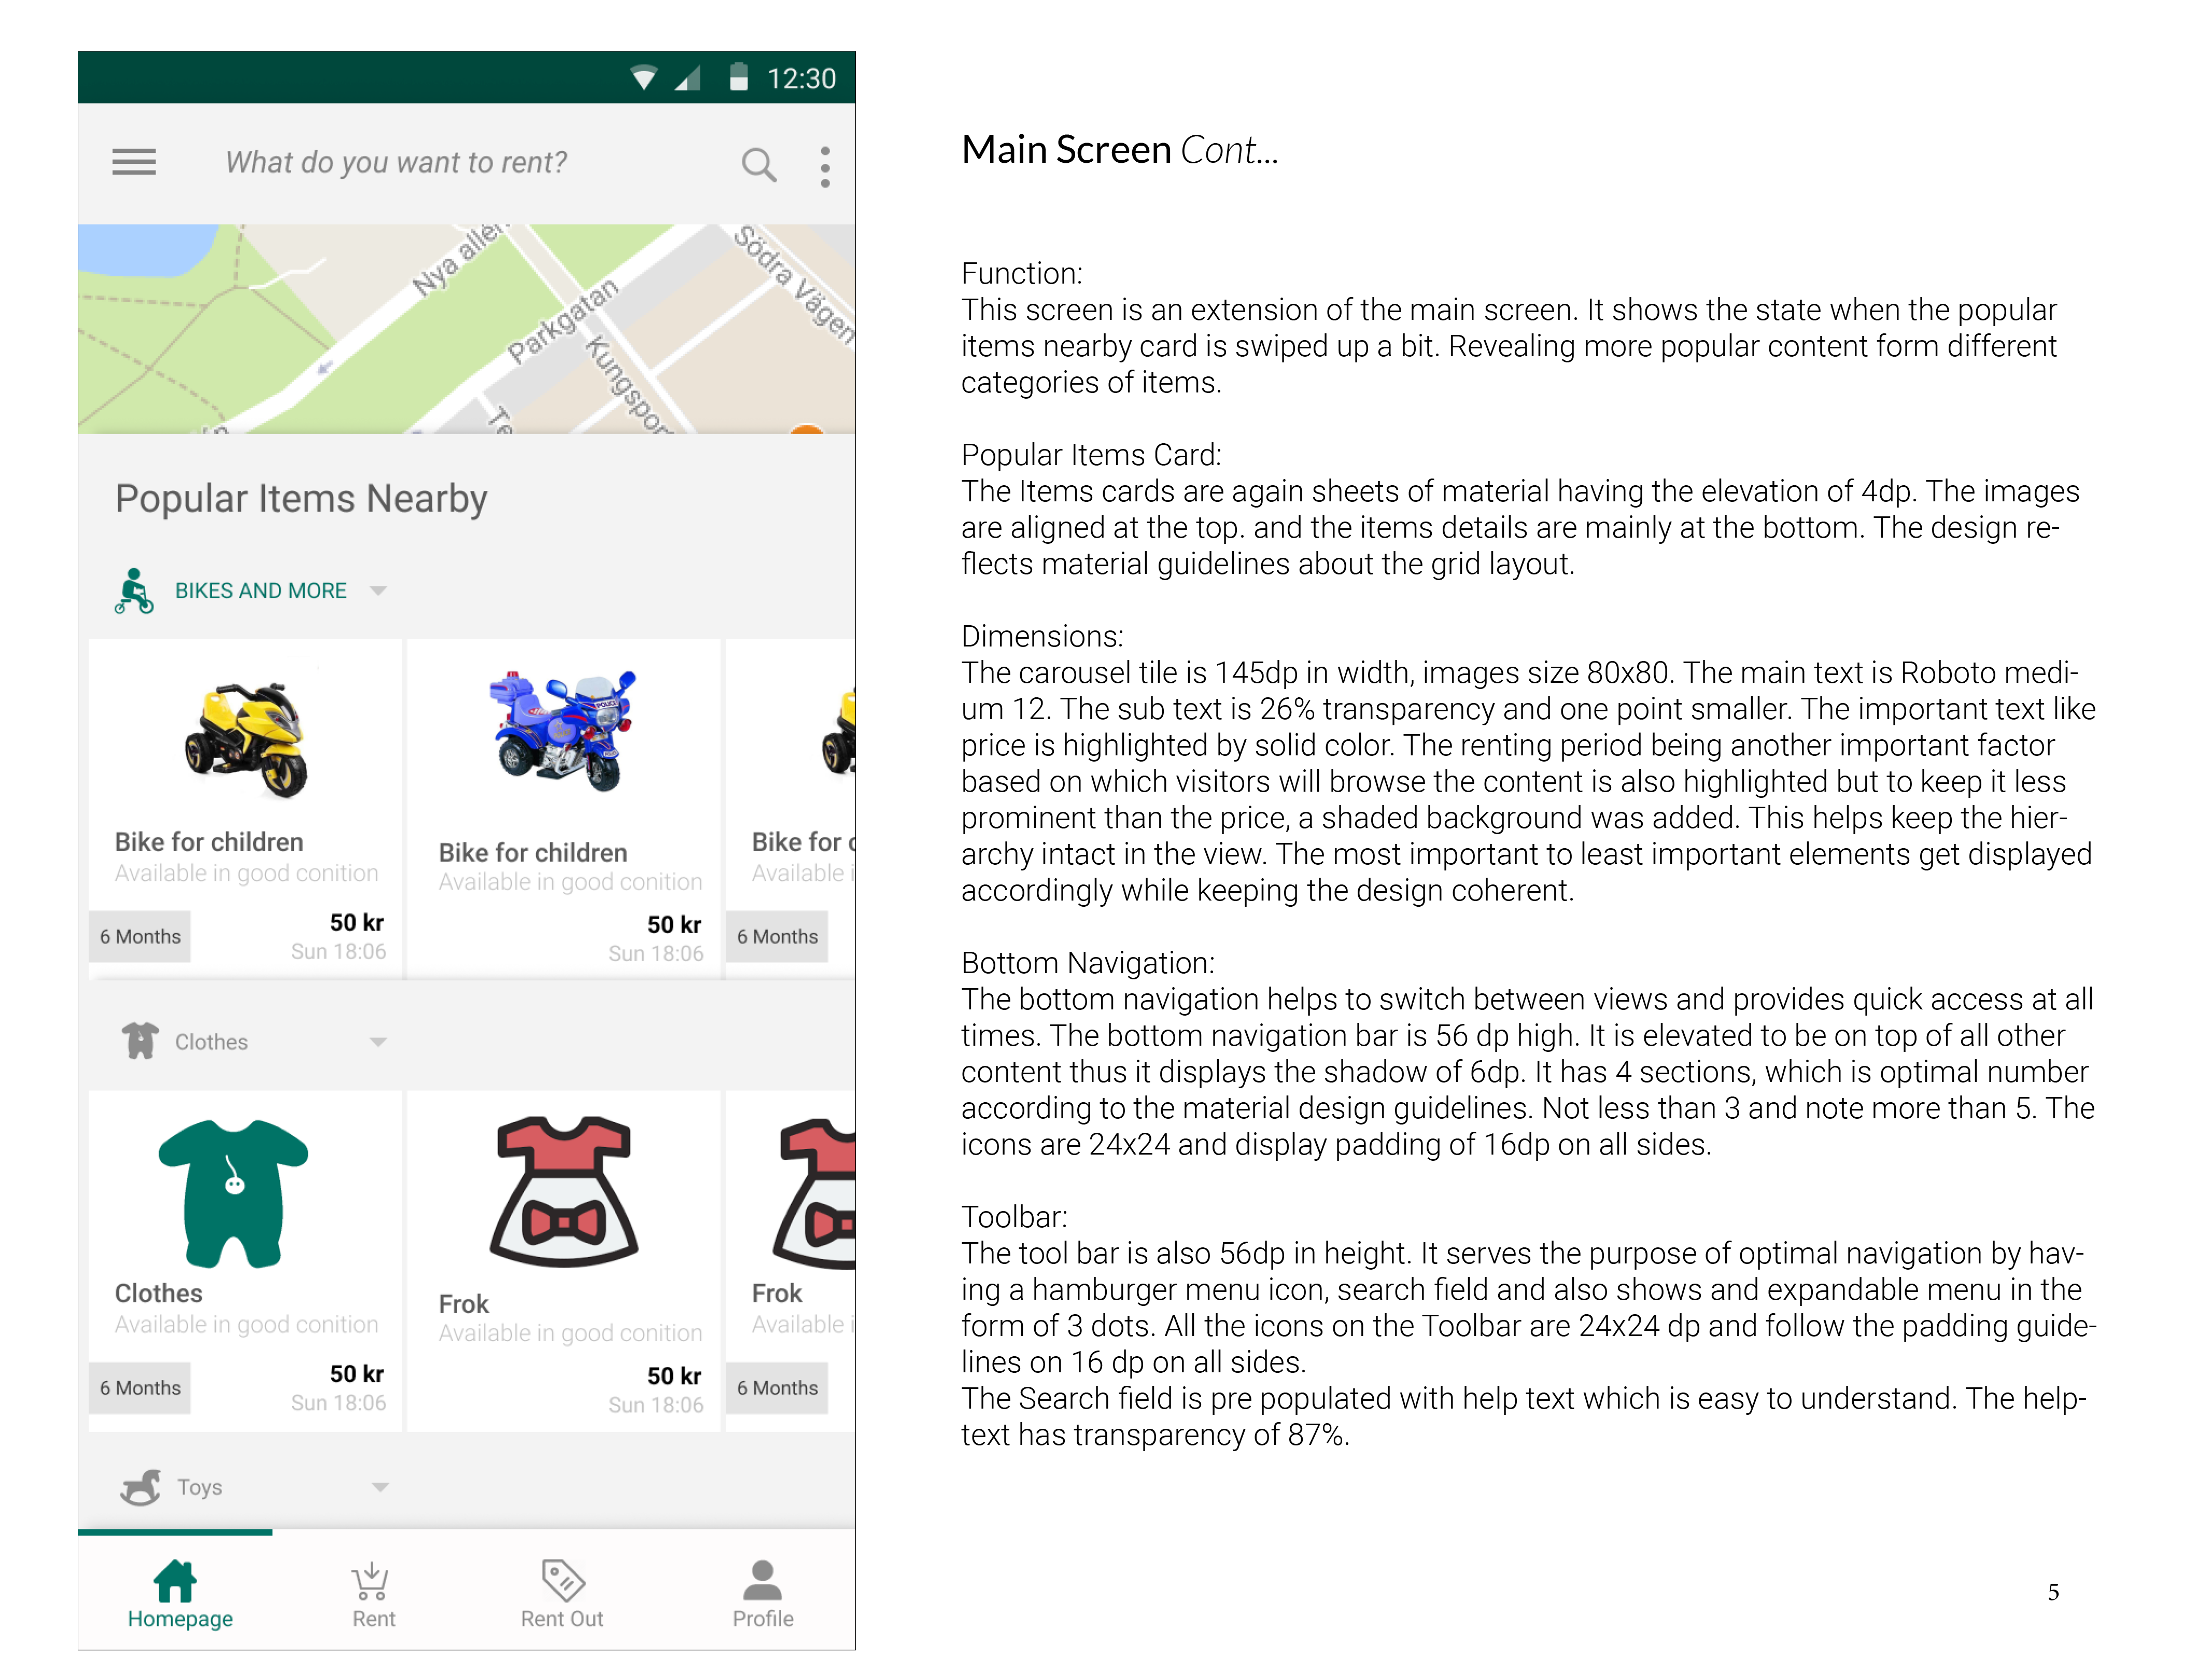 12:30
What do you want to rent?
Nya allén
Södra Vägen
Parkgatan
Kungspor
Te
Popular Items Nearby
BIKES AND MORE
Bike for children
Available in good conition
6 Months
50 kr
Sun 18:06
Bike for children
Available in good conition
50 kr
Sun 18:06
Bike for c
Available i
6 Months
POLICE
Clothes
Clothes
Available in good conition
6 Months
50 kr
Sun 18:06
Frok
Available in good conition
50 kr
Sun 18:06
Frok
Available i
6 Months
Toys
Homepage
Rent
Rent Out
Profile
Main Screen Cont...
Function:
This screen is an extension of the main screen. It shows the state when the popular
items nearby card is swiped up a bit. Revealing more popular content form different
categories of items.
Popular Items Card:
The Items cards are again sheets of material having the elevation of 4dp. The images
are aligned at the top. and the items details are mainly at the bottom. The design re-
flects material guidelines about the grid layout.
Dimensions:
The carousel tile is 145dp in width, images size 80x80. The main text is Roboto medi-
um 12. The sub text is 26% transparency and one point smaller. The important text like
price is highlighted by solid color. The renting period being another important factor
based on which visitors will browse the content is also highlighted but to keep it less
prominent than the price, a shaded background was added. This helps keep the hier-
archy intact in the view. The most important to least important elements get displayed
accordingly while keeping the design coherent.
Bottom Navigation:
The bottom navigation helps to switch between views and provides quick access at all
times. The bottom navigation bar is 56 dp high. It is elevated to be on top of all other
content thus it displays the shadow of 6dp. It has 4 sections, which is optimal number
according to the material design guidelines. Not less than 3 and note more than 5. The
icons are 24x24 and display padding of 16dp on all sides.
Toolbar:
The tool bar is also 56dp in height. It serves the purpose of optimal navigation by hav-
ing a hamburger menu icon, search field and also shows and expandable menu in the
form of 3 dots. All the icons on the Toolbar are 24x24 dp and follow the padding guide-
lines on 16 dp on all sides.
The Search field is pre populated with help text which is easy to understand. The help-
text has transparency of 87%.
5